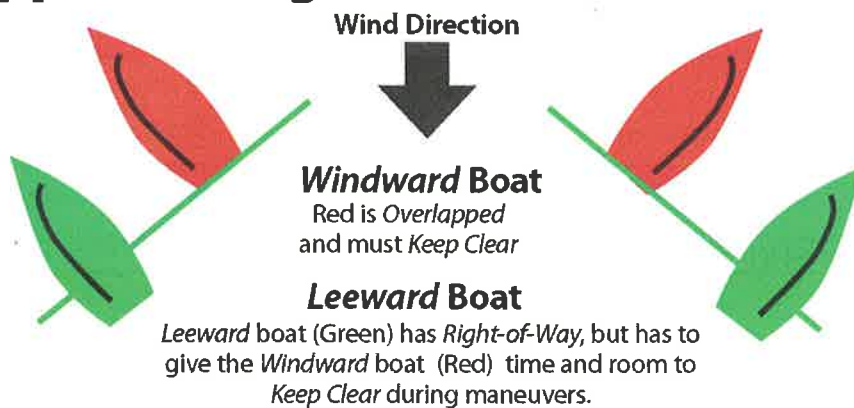 Wind Direction
Windward Boat
Red is Overlapped
and must Keep Clear
Leeward Boat
Leeward boat (Green) has Right-of-Way, but has to
give the Windward boat (Red) time and room to
Keep Clear during maneuvers.